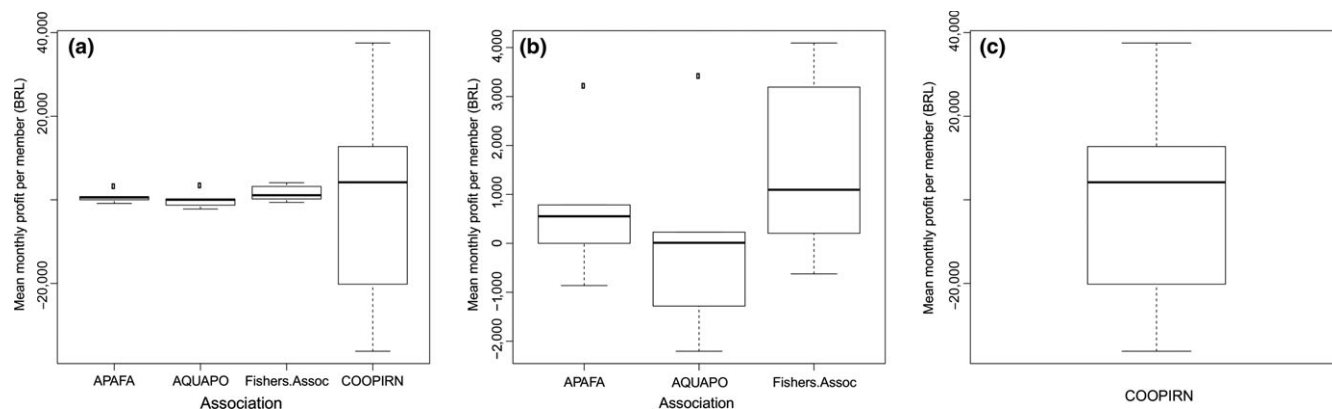 (a)
Mean monthly profit per member (BRL)
40,000
20,000
−20,000
APAFA AQUAPO Fishers.Assoc COOPIRN
Association
(b)
Mean monthly profit per member (BRL)
4,000
3,000
2,000
1,000
0
−1,000
−2,000
APAFA AQUAPO Fishers.Assoc
Association
(c)
Mean monthly profit per member (BRL)
40,000
20,000
−20,000
COOPIRN